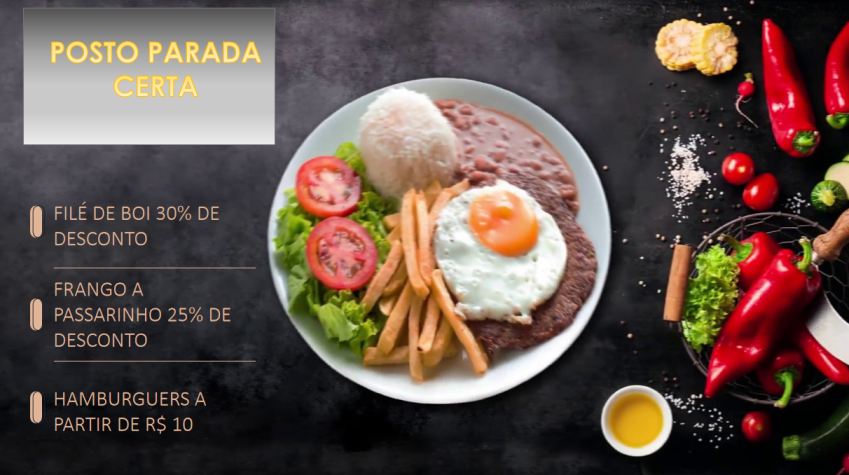 POSTO PARADA
CERTA
FILÉ DE BOI 30% DE
DESCONTO
FRANGO A
PASSARINHO 25% DE
DESCONTO
HAMBURGUERS A
PARTIR DE R$ 10